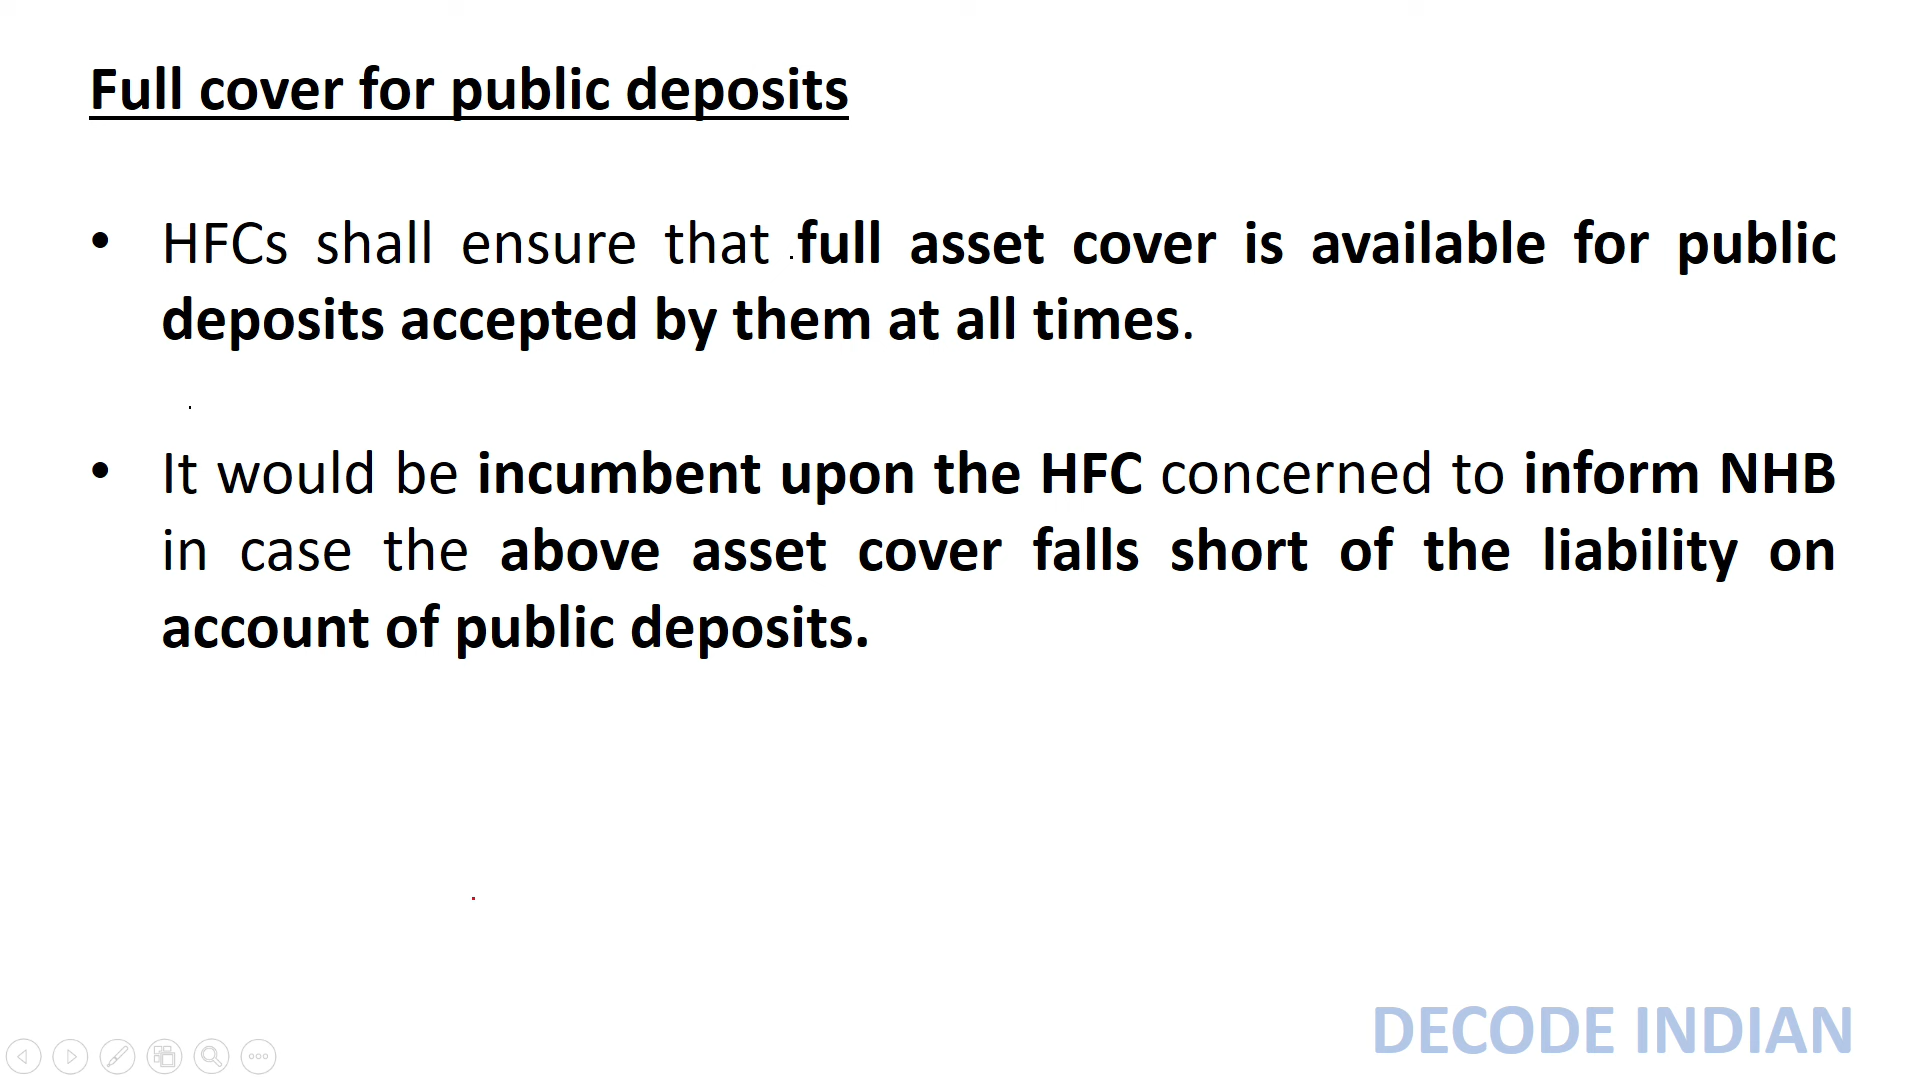 Full cover for public deposits
• HFCs shall ensure that full asset cover is available for public
deposits accepted by them at all times.
• It would be incumbent upon the HFC concerned to inform NHB
in case the above asset cover falls short of the liability on
account of public deposits.
DECODE INDIAN